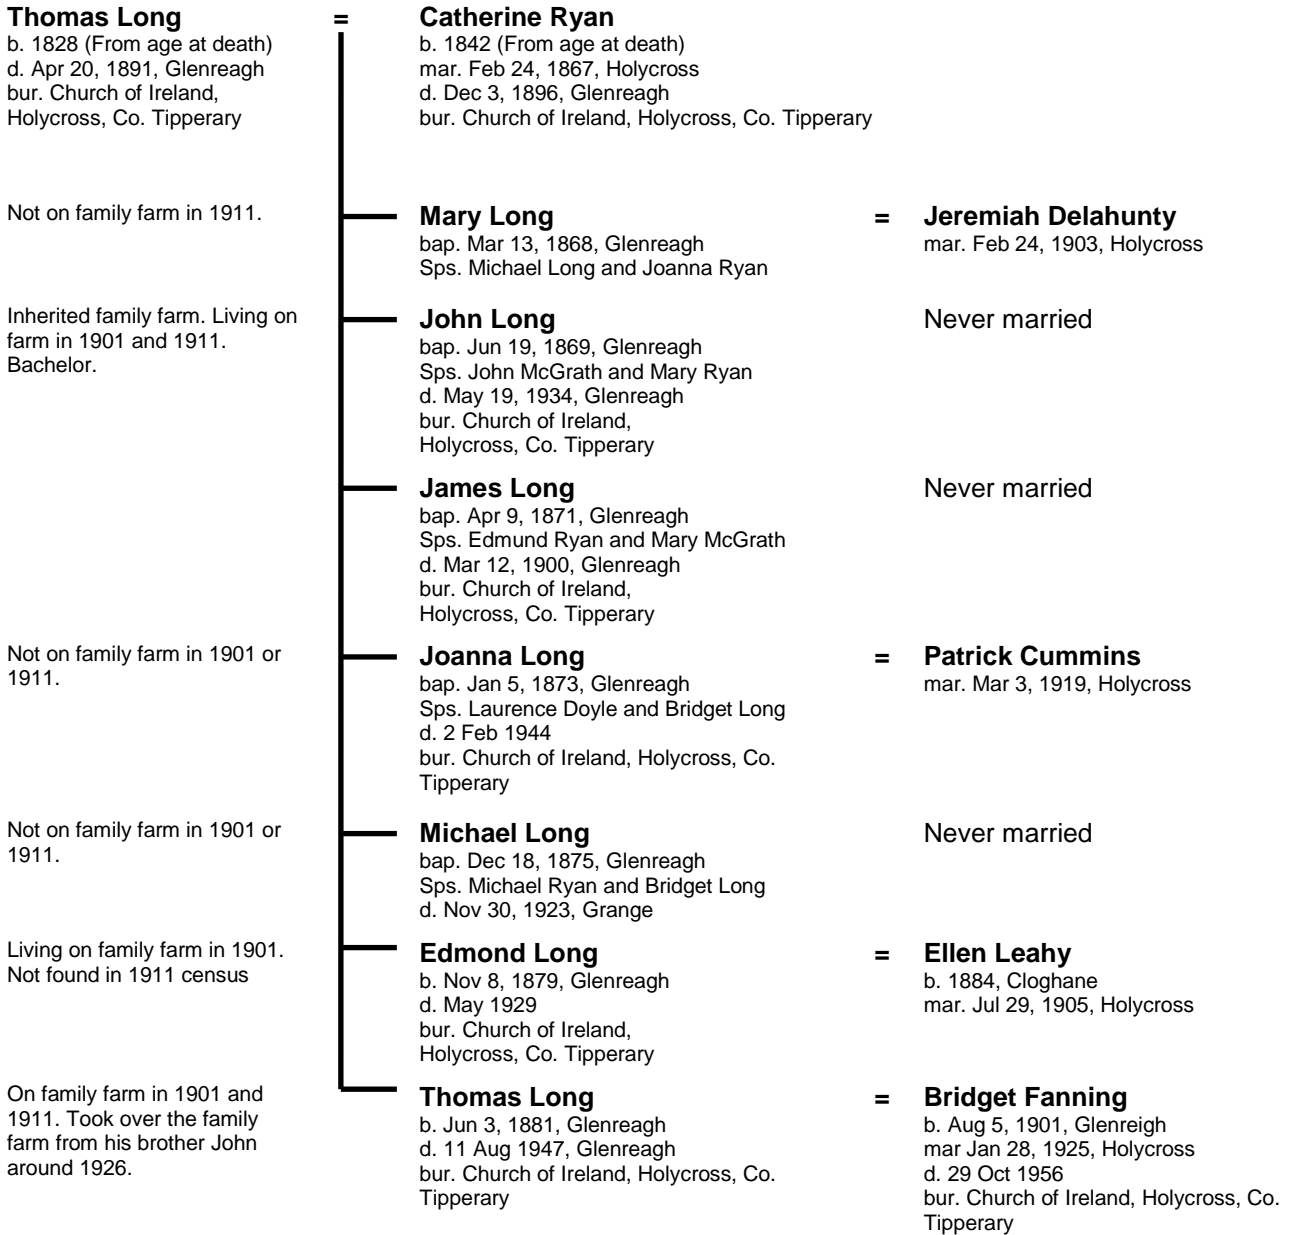 Thomas Long
=
Catherine Ryan
b. 1828 (From age at death)
d. Apr 20, 1891, Glenreagh
bur. Church of Ireland,
Holycross, Co. Tipperary
b. 1842 (From age at death)
mar. Feb 24, 1867, Holycross
d. Dec 3, 1896, Glenreagh
bur. Church of Ireland, Holycross, Co. Tipperary
Not on family farm in 1911.
Mary Long
bap. Mar 13, 1868, Glenreagh
Sps. Michael Long and Joanna Ryan
=
Jeremiah Delahunty
mar. Feb 24, 1903, Holycross
Inherited family farm. Living on
farm in 1901 and 1911.
Bachelor.
John Long
bap. Jun 19, 1869, Glenreagh
Sps. John McGrath and Mary Ryan
d. May 19, 1934, Glenreagh
bur. Church of Ireland,
Holycross, Co. Tipperary
Never married
James Long
bap. Apr 9, 1871, Glenreagh
Sps. Edmund Ryan and Mary McGrath
d. Mar 12, 1900, Glenreagh
bur. Church of Ireland,
Holycross, Co. Tipperary
Never married
Not on family farm in 1901 or
1911.
Joanna Long
bap. Jan 5, 1873, Glenreagh
Sps. Laurence Doyle and Bridget Long
d. 2 Feb 1944
bur. Church of Ireland, Holycross, Co.
Tipperary
=
Patrick Cummins
mar. Mar 3, 1919, Holycross
Not on family farm in 1901 or
1911.
Michael Long
bap. Dec 18, 1875, Glenreagh
Sps. Michael Ryan and Bridget Long
d. Nov 30, 1923, Grange
Never married
Living on family farm in 1901.
Not found in 1911 census
Edmond Long
b. Nov 8, 1879, Glenreagh
d. May 1929
bur. Church of Ireland,
Holycross, Co. Tipperary
=
Ellen Leahy
b. 1884, Cloghane
mar. Jul 29, 1905, Holycross
On family farm in 1901 and
1911. Took over the family
farm from his brother John
around 1926.
Thomas Long
b. Jun 3, 1881, Glenreagh
d. 11 Aug 1947, Glenreagh
bur. Church of Ireland, Holycross, Co.
Tipperary
=
Bridget Fanning
b. Aug 5, 1901, Glenreigh
mar Jan 28, 1925, Holycross
d. 29 Oct 1956
bur. Church of Ireland, Holycross, Co.
Tipperary